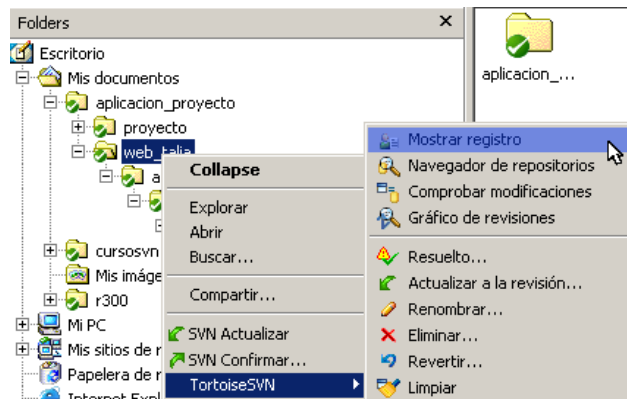 Folders
Escritorio
Mis documentos
aplicacion_proyecto
proyecto
web_talia
a
cursosvn
Mis imáge
r300
Mi PC
Mis sitios de r
Papelera de r
Internet Expl
aplicacion_...
Collapse
Explorar
Abrir
Buscar...
Compartir...
SVN Actualizar
SVN Confirmar...
TortoiseSVN
Mostrar registro
Navegador de repositorios
Comprobar modificaciones
Gráfico de revisiones
Resuelto...
Actualizar a la revisión...
Renombrar...
Eliminar...
Revertir...
Limpiar